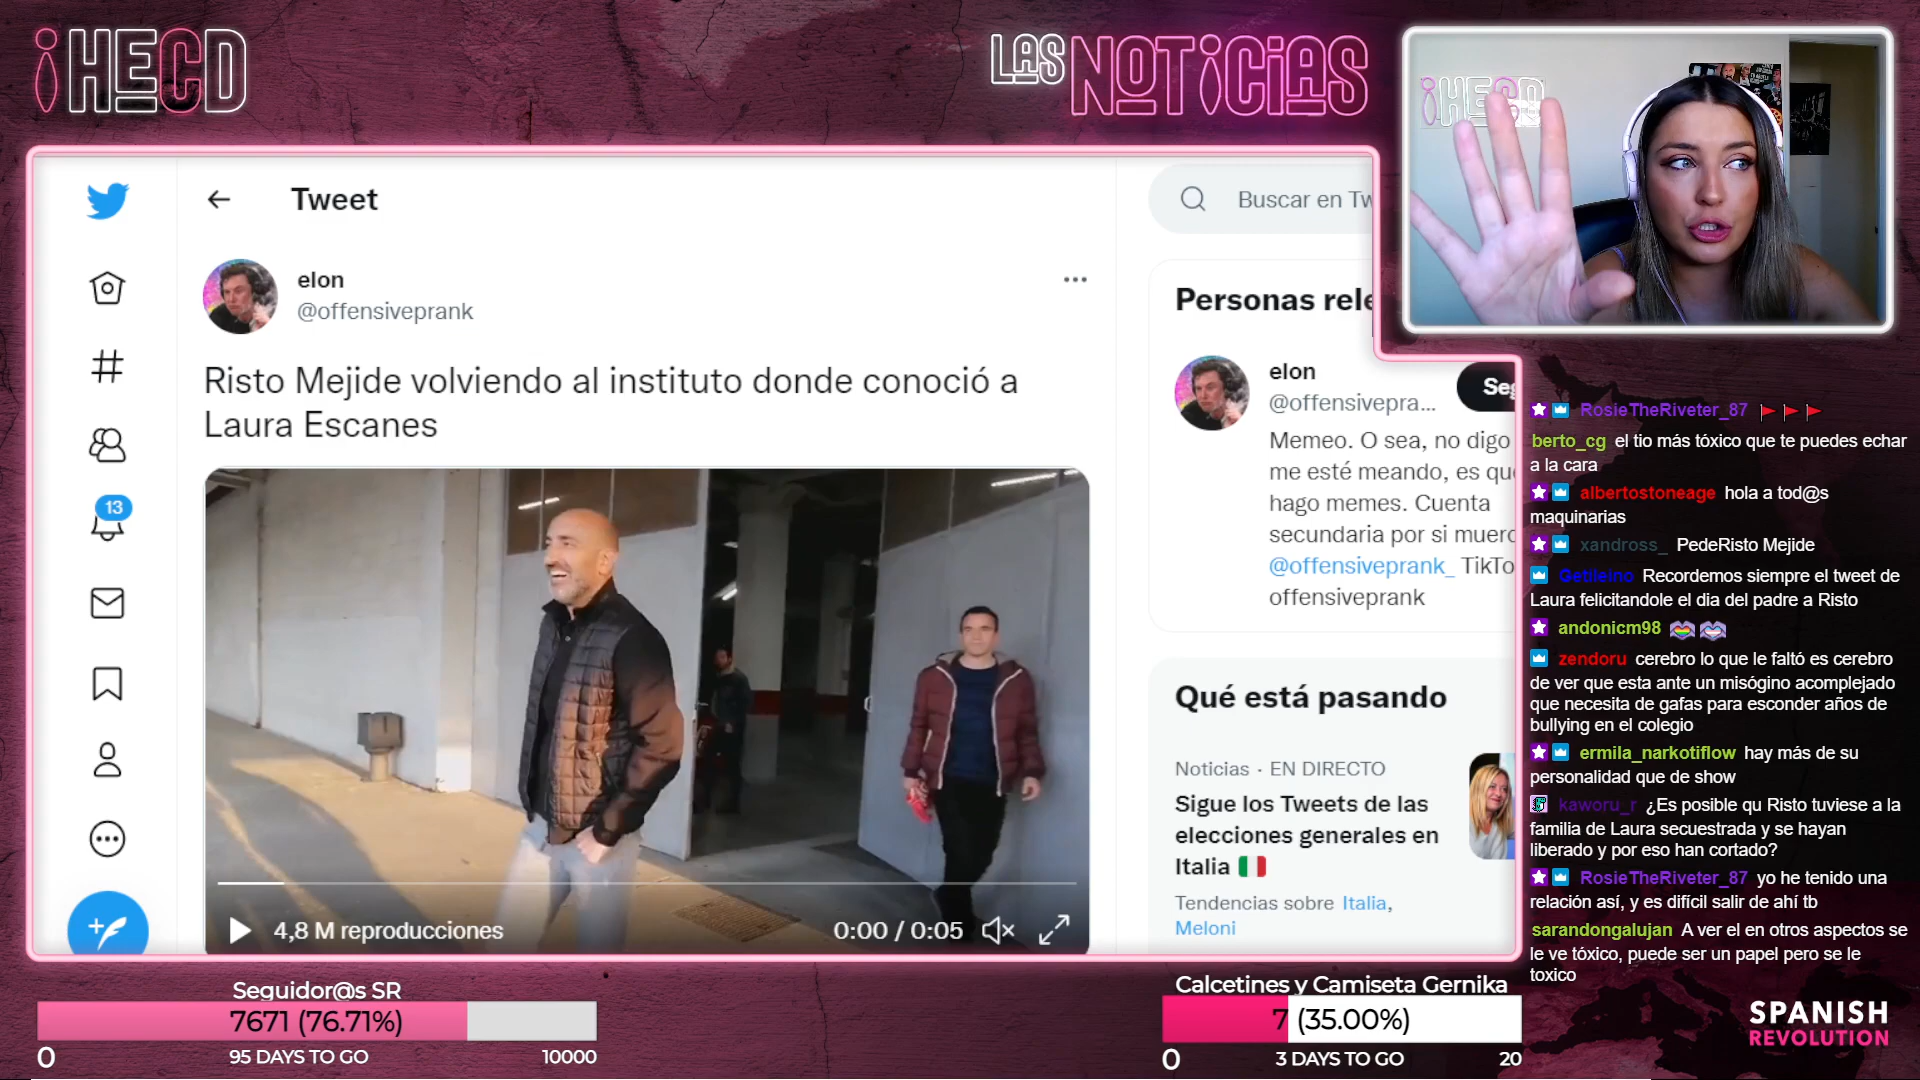 ¡HECD
LAS NOTICIAS
¡HECD
Tweet
Buscar en Tw
elon
@offensiveprank
Personas rele
Risto Mejide volviendo al instituto donde conoció a
Laura Escanes
elon
@offensivepra...
Seg
Memeo. O sea, no digo
me esté meando, es que
hago memes. Cuenta
secundaria por si muero
@offensiveprank_ TikTo
offensiveprank
13
Qué está pasando
Noticias · EN DIRECTO
Sigue los Tweets de las
elecciones generales en
Italia
Tendencias sobre Italia,
Meloni
4,8 M reproducciones
0:00 / 0:05
RosieTheRiveter_87
berto_cg el tio más tóxico que te puedes echar
a la cara
albertostoneage hola a tod@s
maquinarias
xandross_ PedeRisto Mejide
Getileino Recordemos siempre el tweet de
Laura felicitandole el dia del padre a Risto
andonicm98
zendoru cerebro lo que le faltó es cerebro
de ver que esta ante un misógino acomplejado
que necesita de gafas para esconder años de
bullying en el colegio
ermila_narkotiflow hay más de su
personalidad que de show
kaworu_r ¿Es posible qu Risto tuviese a la
familia de Laura secuestrada y se hayan
liberado y por eso han cortado?
RosieTheRiveter_87 yo he tenido una
relación así, y es difícil salir de ahí tb
sarandongalujan A ver el en otros aspectos se
le ve tóxico, puede ser un papel pero se le
toxico
Seguidor@s SR
7671 (76.71%)
0
95 DAYS TO GO
10000
Calcetines y Camiseta Gernika
7 (35.00%)
0
3 DAYS TO GO
20
SPANISH
REVOLUTION